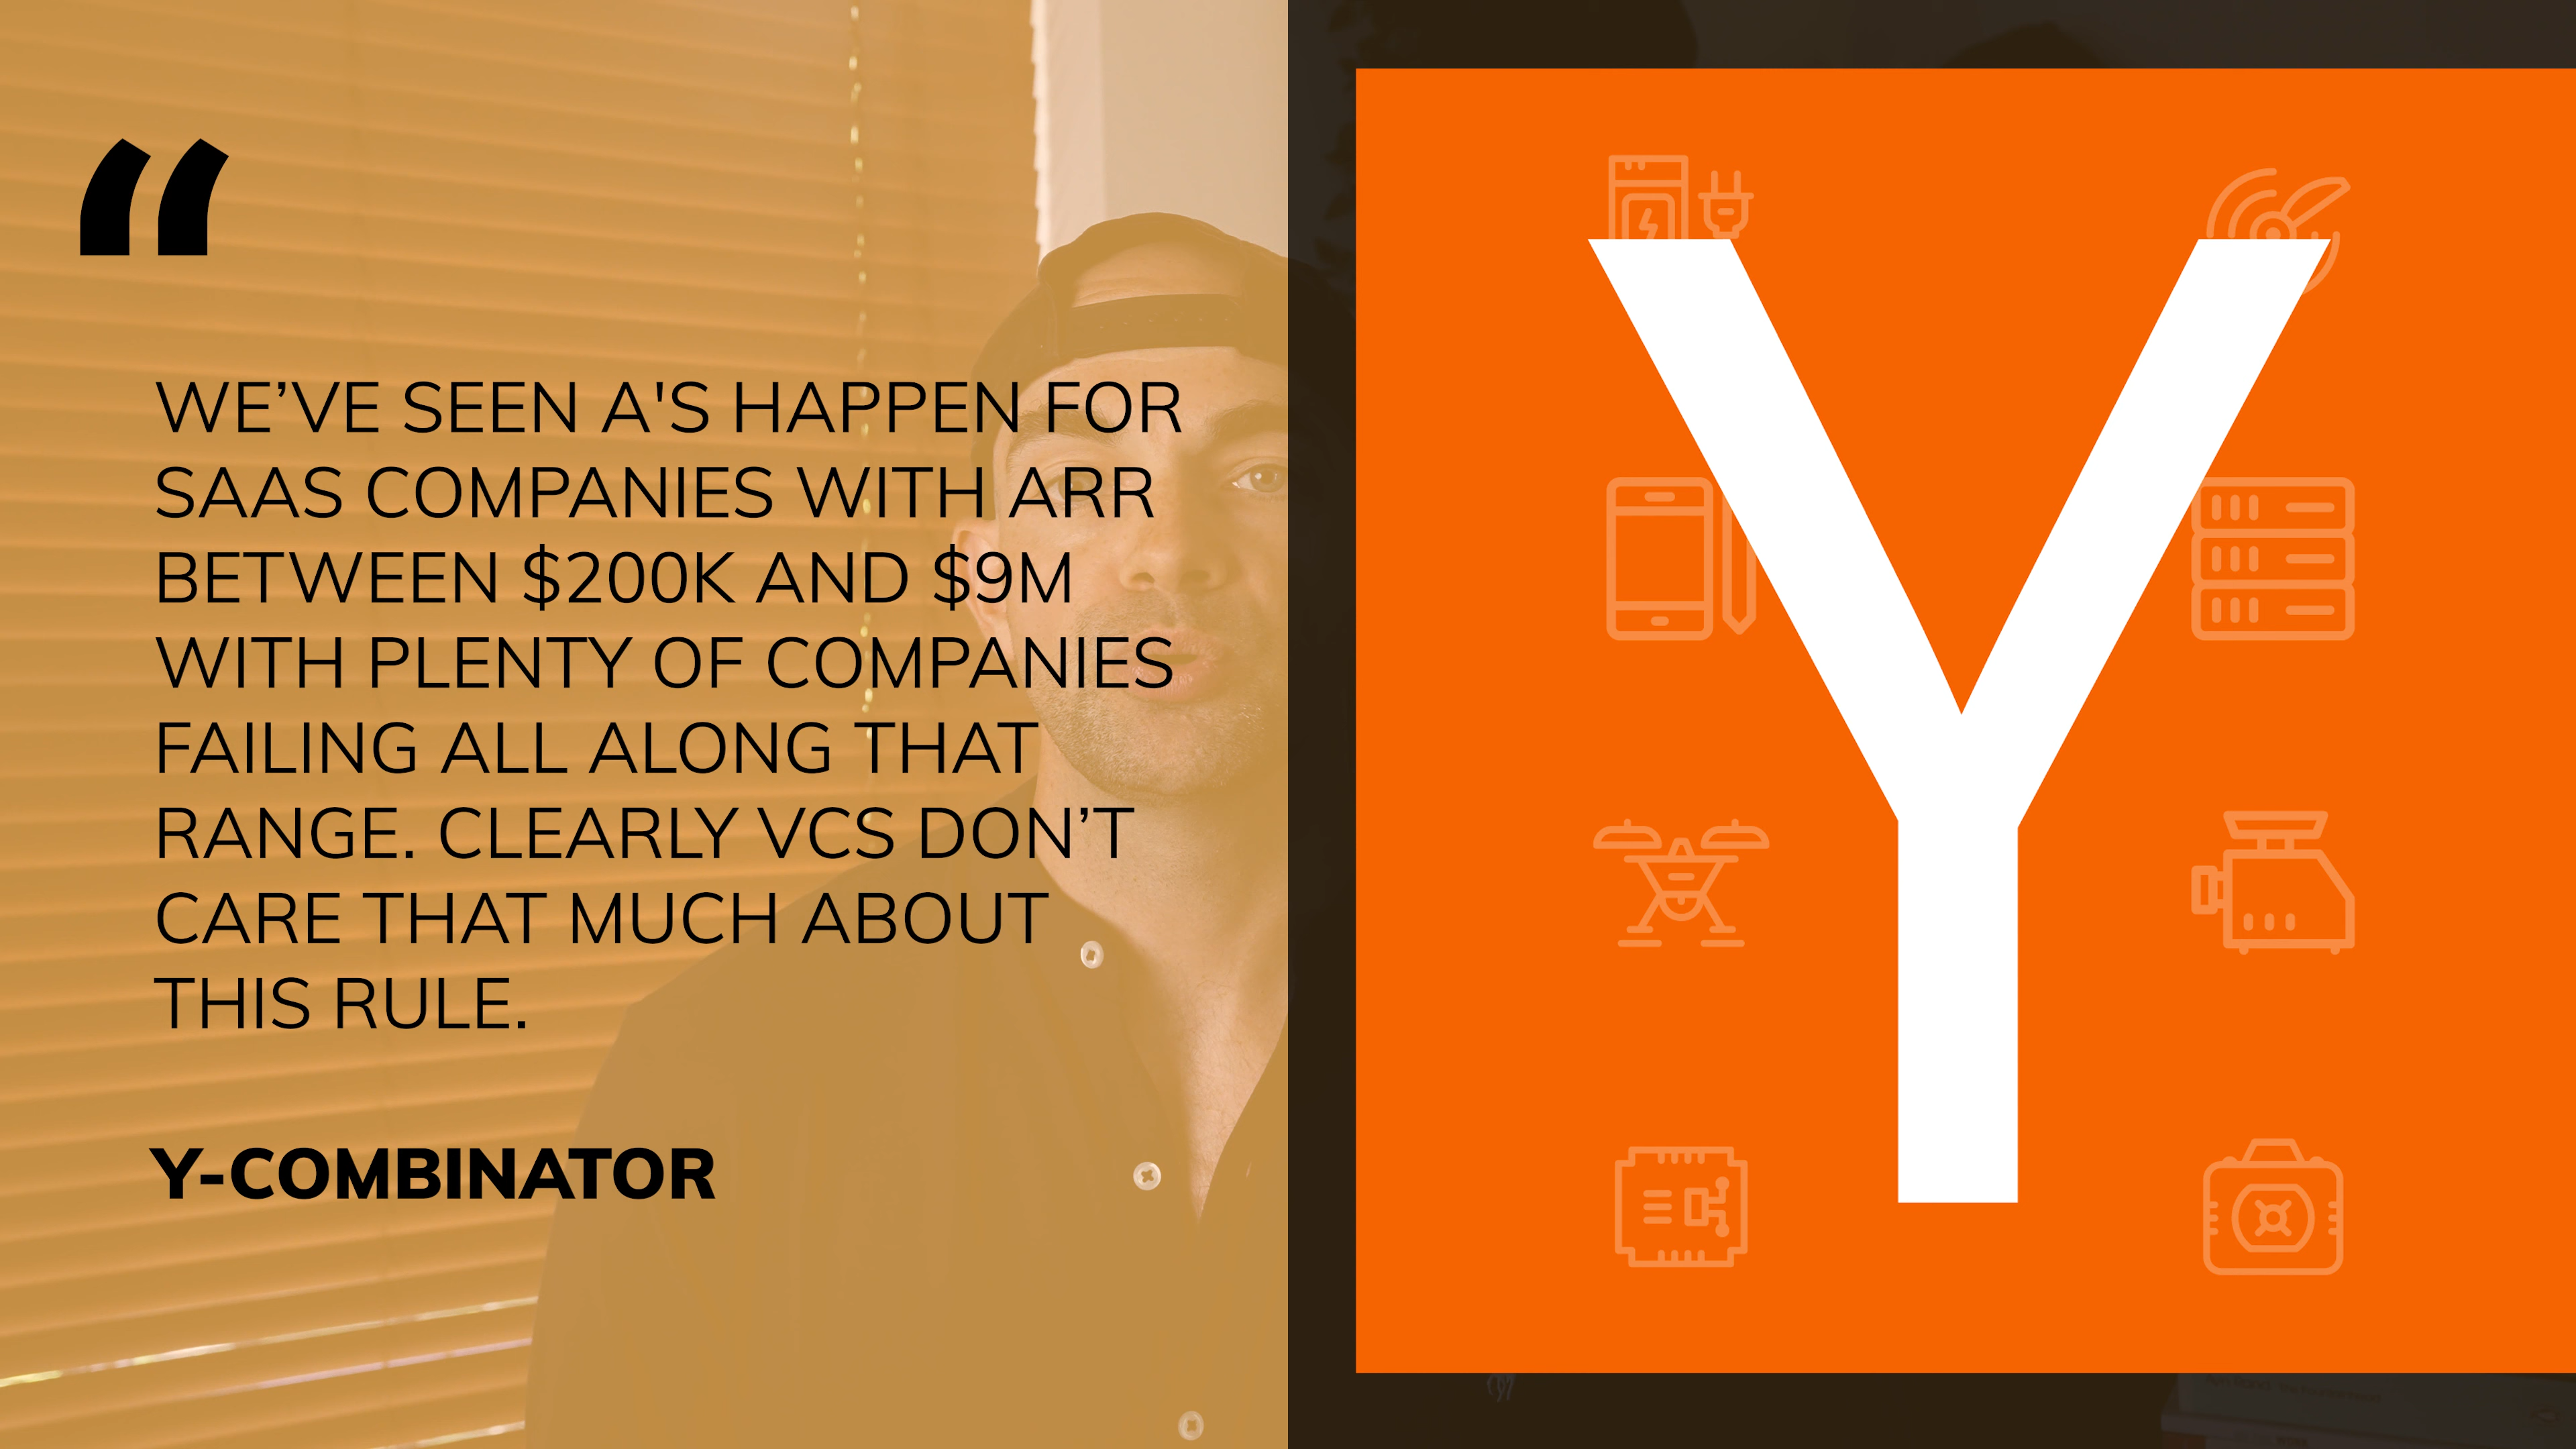 “
WE’VE SEEN A'S HAPPEN FOR
SAAS COMPANIES WITH ARR
BETWEEN $200K AND $9M
WITH PLENTY OF COMPANIES
FAILING ALL ALONG THAT
RANGE. CLEARLY VCS DON’T
CARE THAT MUCH ABOUT
THIS RULE.
Y-COMBINATOR
Y